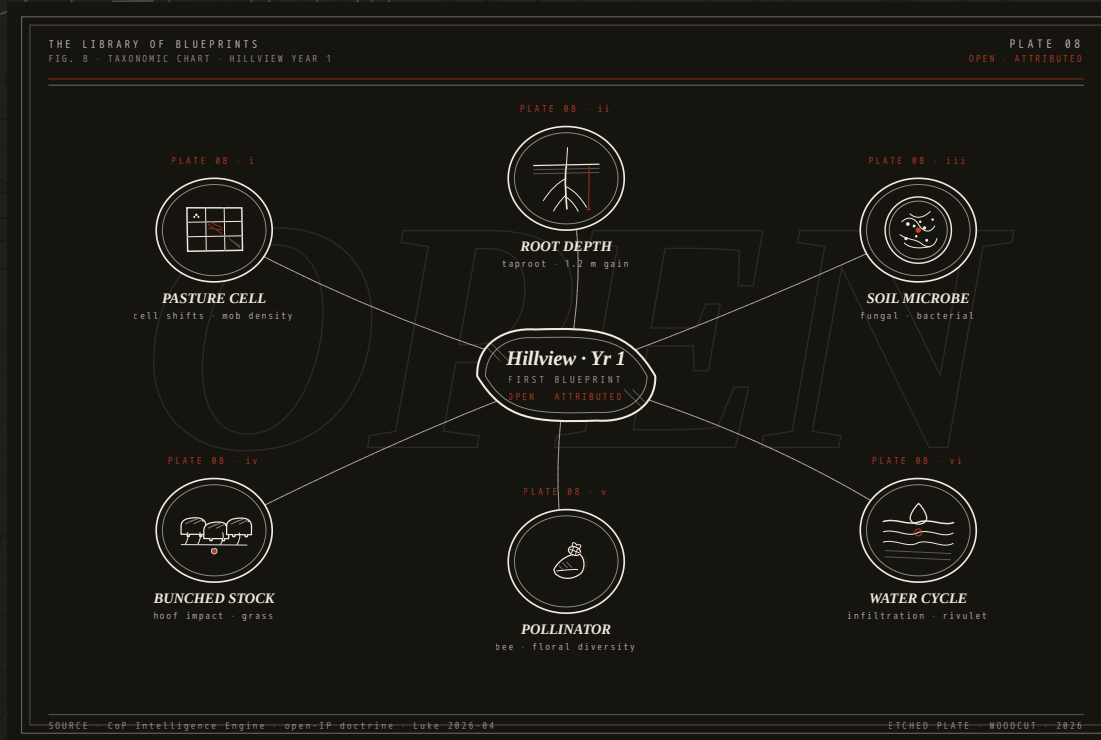 THE LIBRARY OF BLUEPRINTS
FIG. 8 · TAXONOMIC CHART · HILLVIEW YEAR 1
PLATE 08
OPEN · ATTRIBUTED
OPEN
PLATE 08 · i
PASTURE CELL
cell shifts · mob density
PLATE 08 · ii
ROOT DEPTH
taproot · 1.2 m gain
PLATE 08 · iii
SOIL MICROBE
fungal · bacterial
Hillview · Yr 1
FIRST BLUEPRINT
OPEN · ATTRIBUTED
PLATE 08 · iv
BUNCHED STOCK
hoof impact · grass
PLATE 08 · v
POLLINATOR
bee · floral diversity
PLATE 08 · vi
WATER CYCLE
infiltration · rivulet
SOURCE · CoP Intelligence Engine · open-IP doctrine · Luke 2026-04
ETCHED PLATE · WOODCUT · 2026